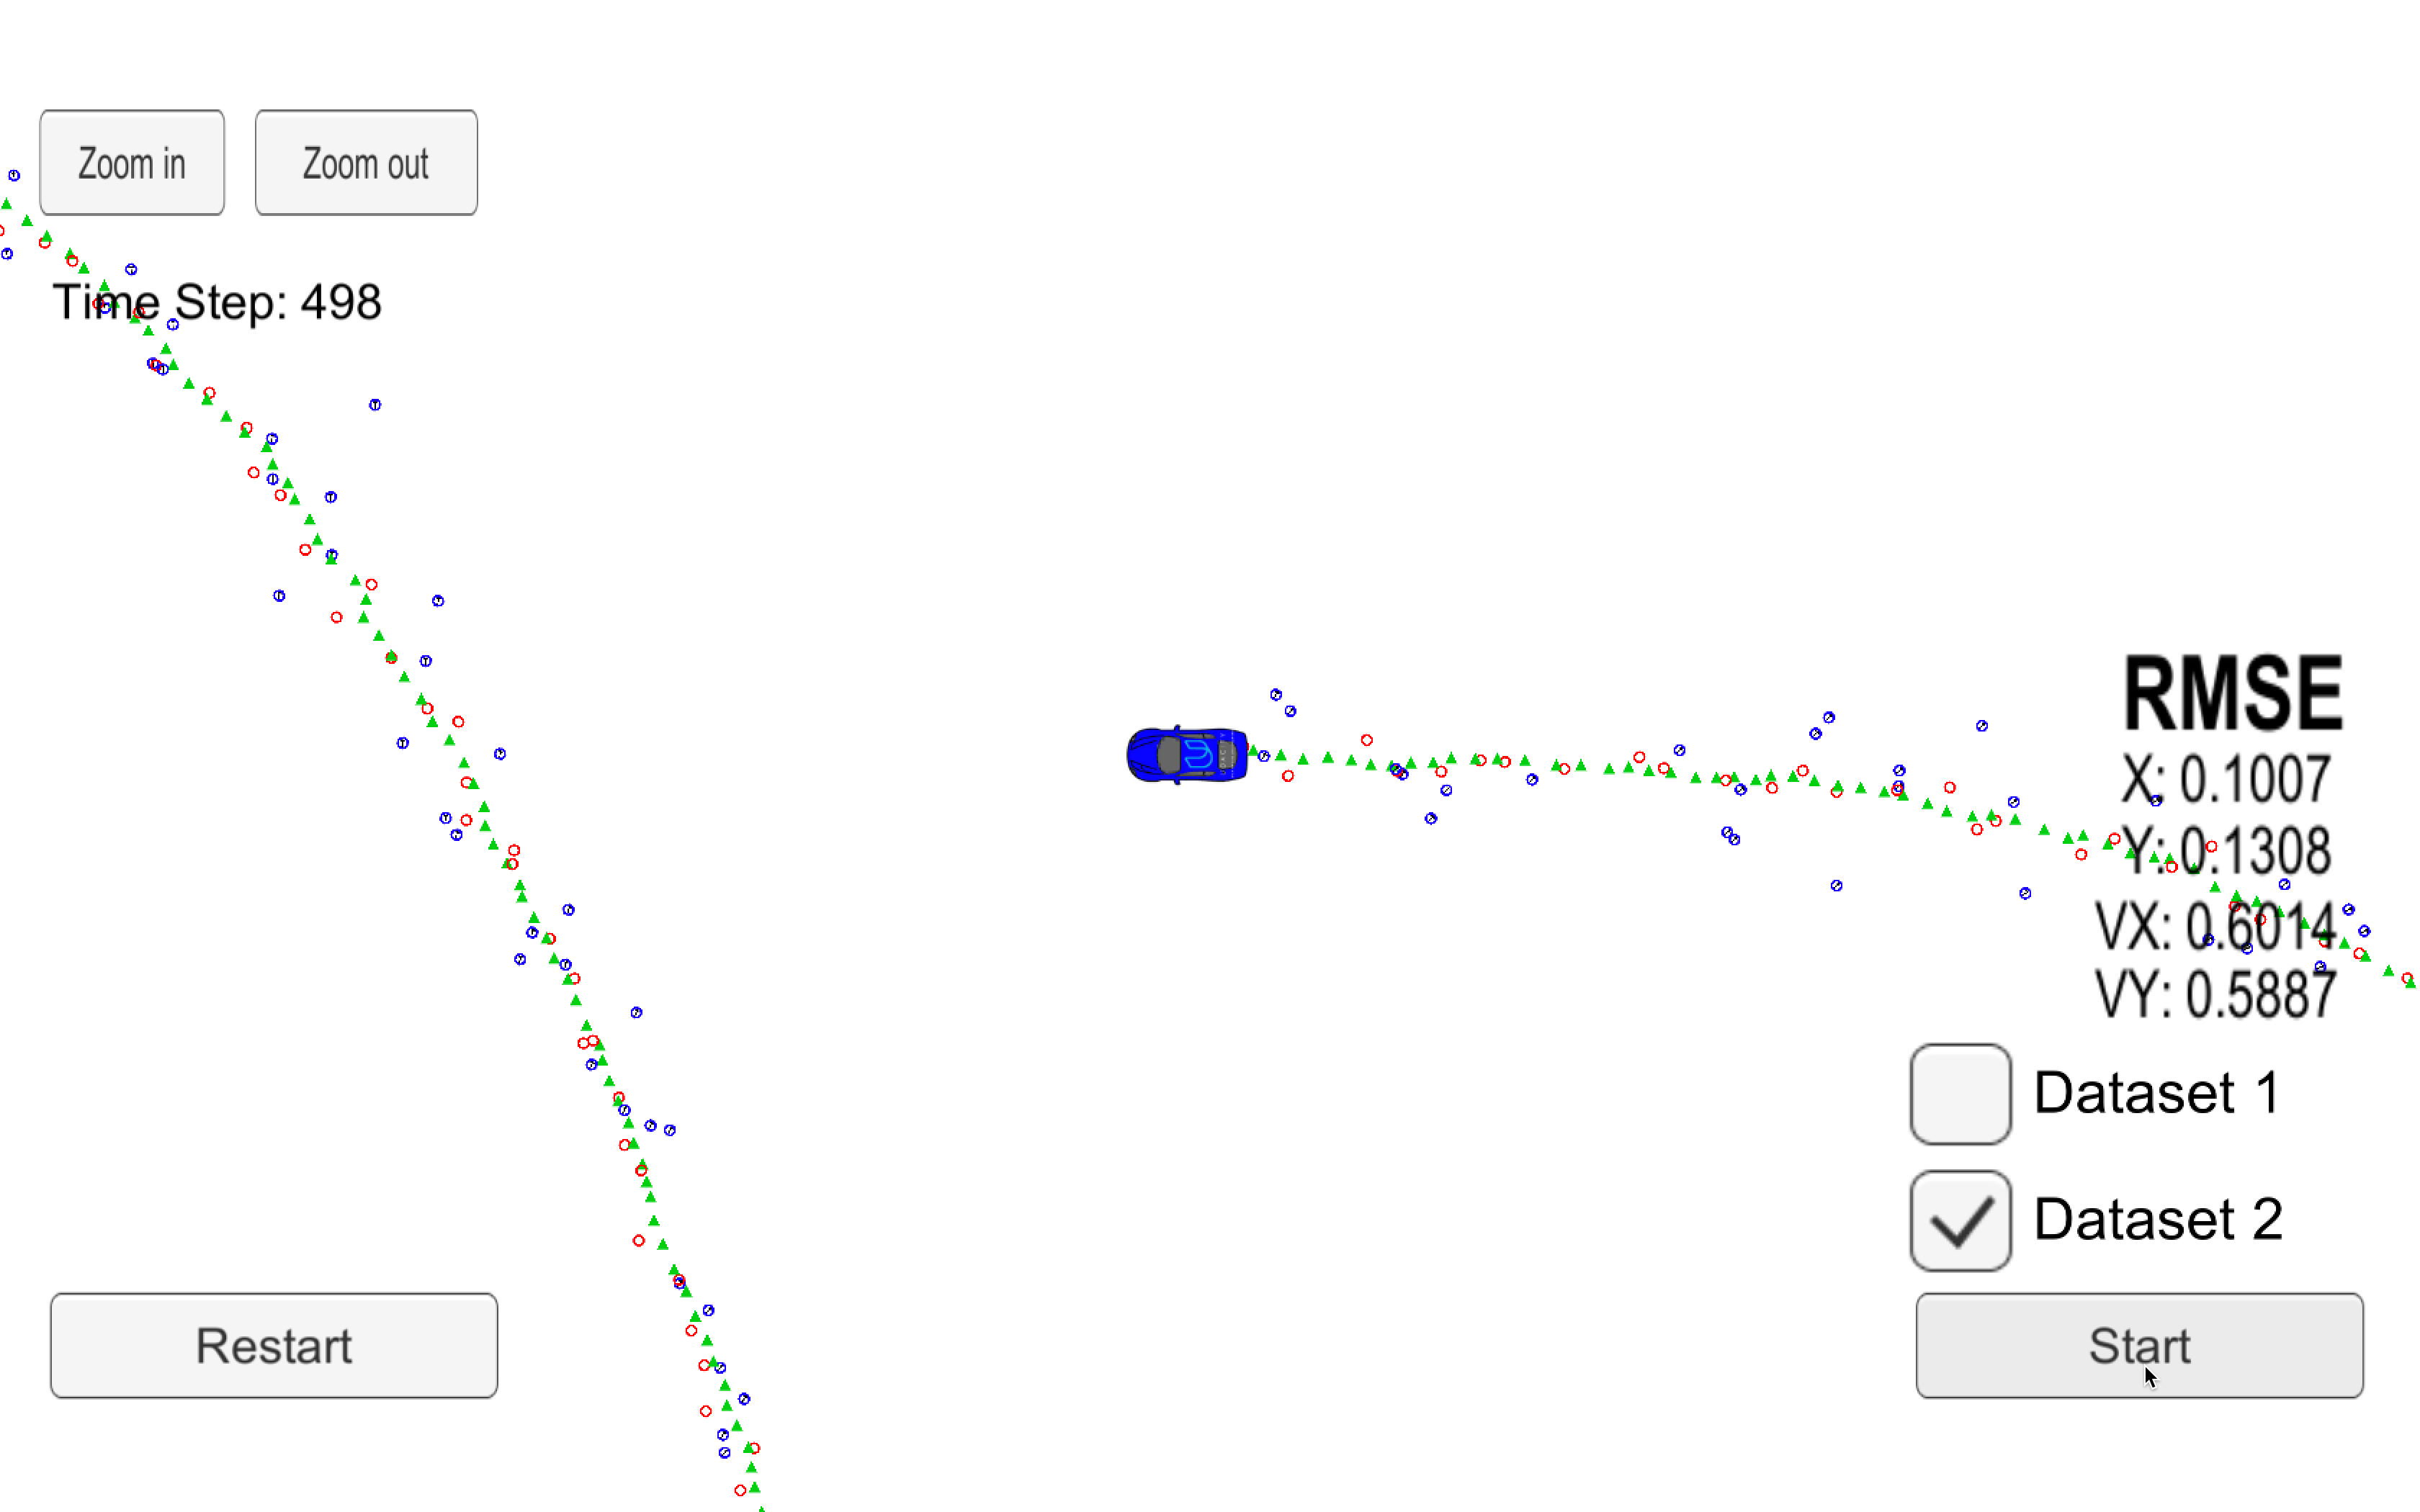 Zoom in
Zoom out
Time Step: 498
RMSE
X: 0.1007
Y: 0.1308
VX: 0.6014
VY: 0.5887
Dataset 1
Dataset 2
Restart
Start